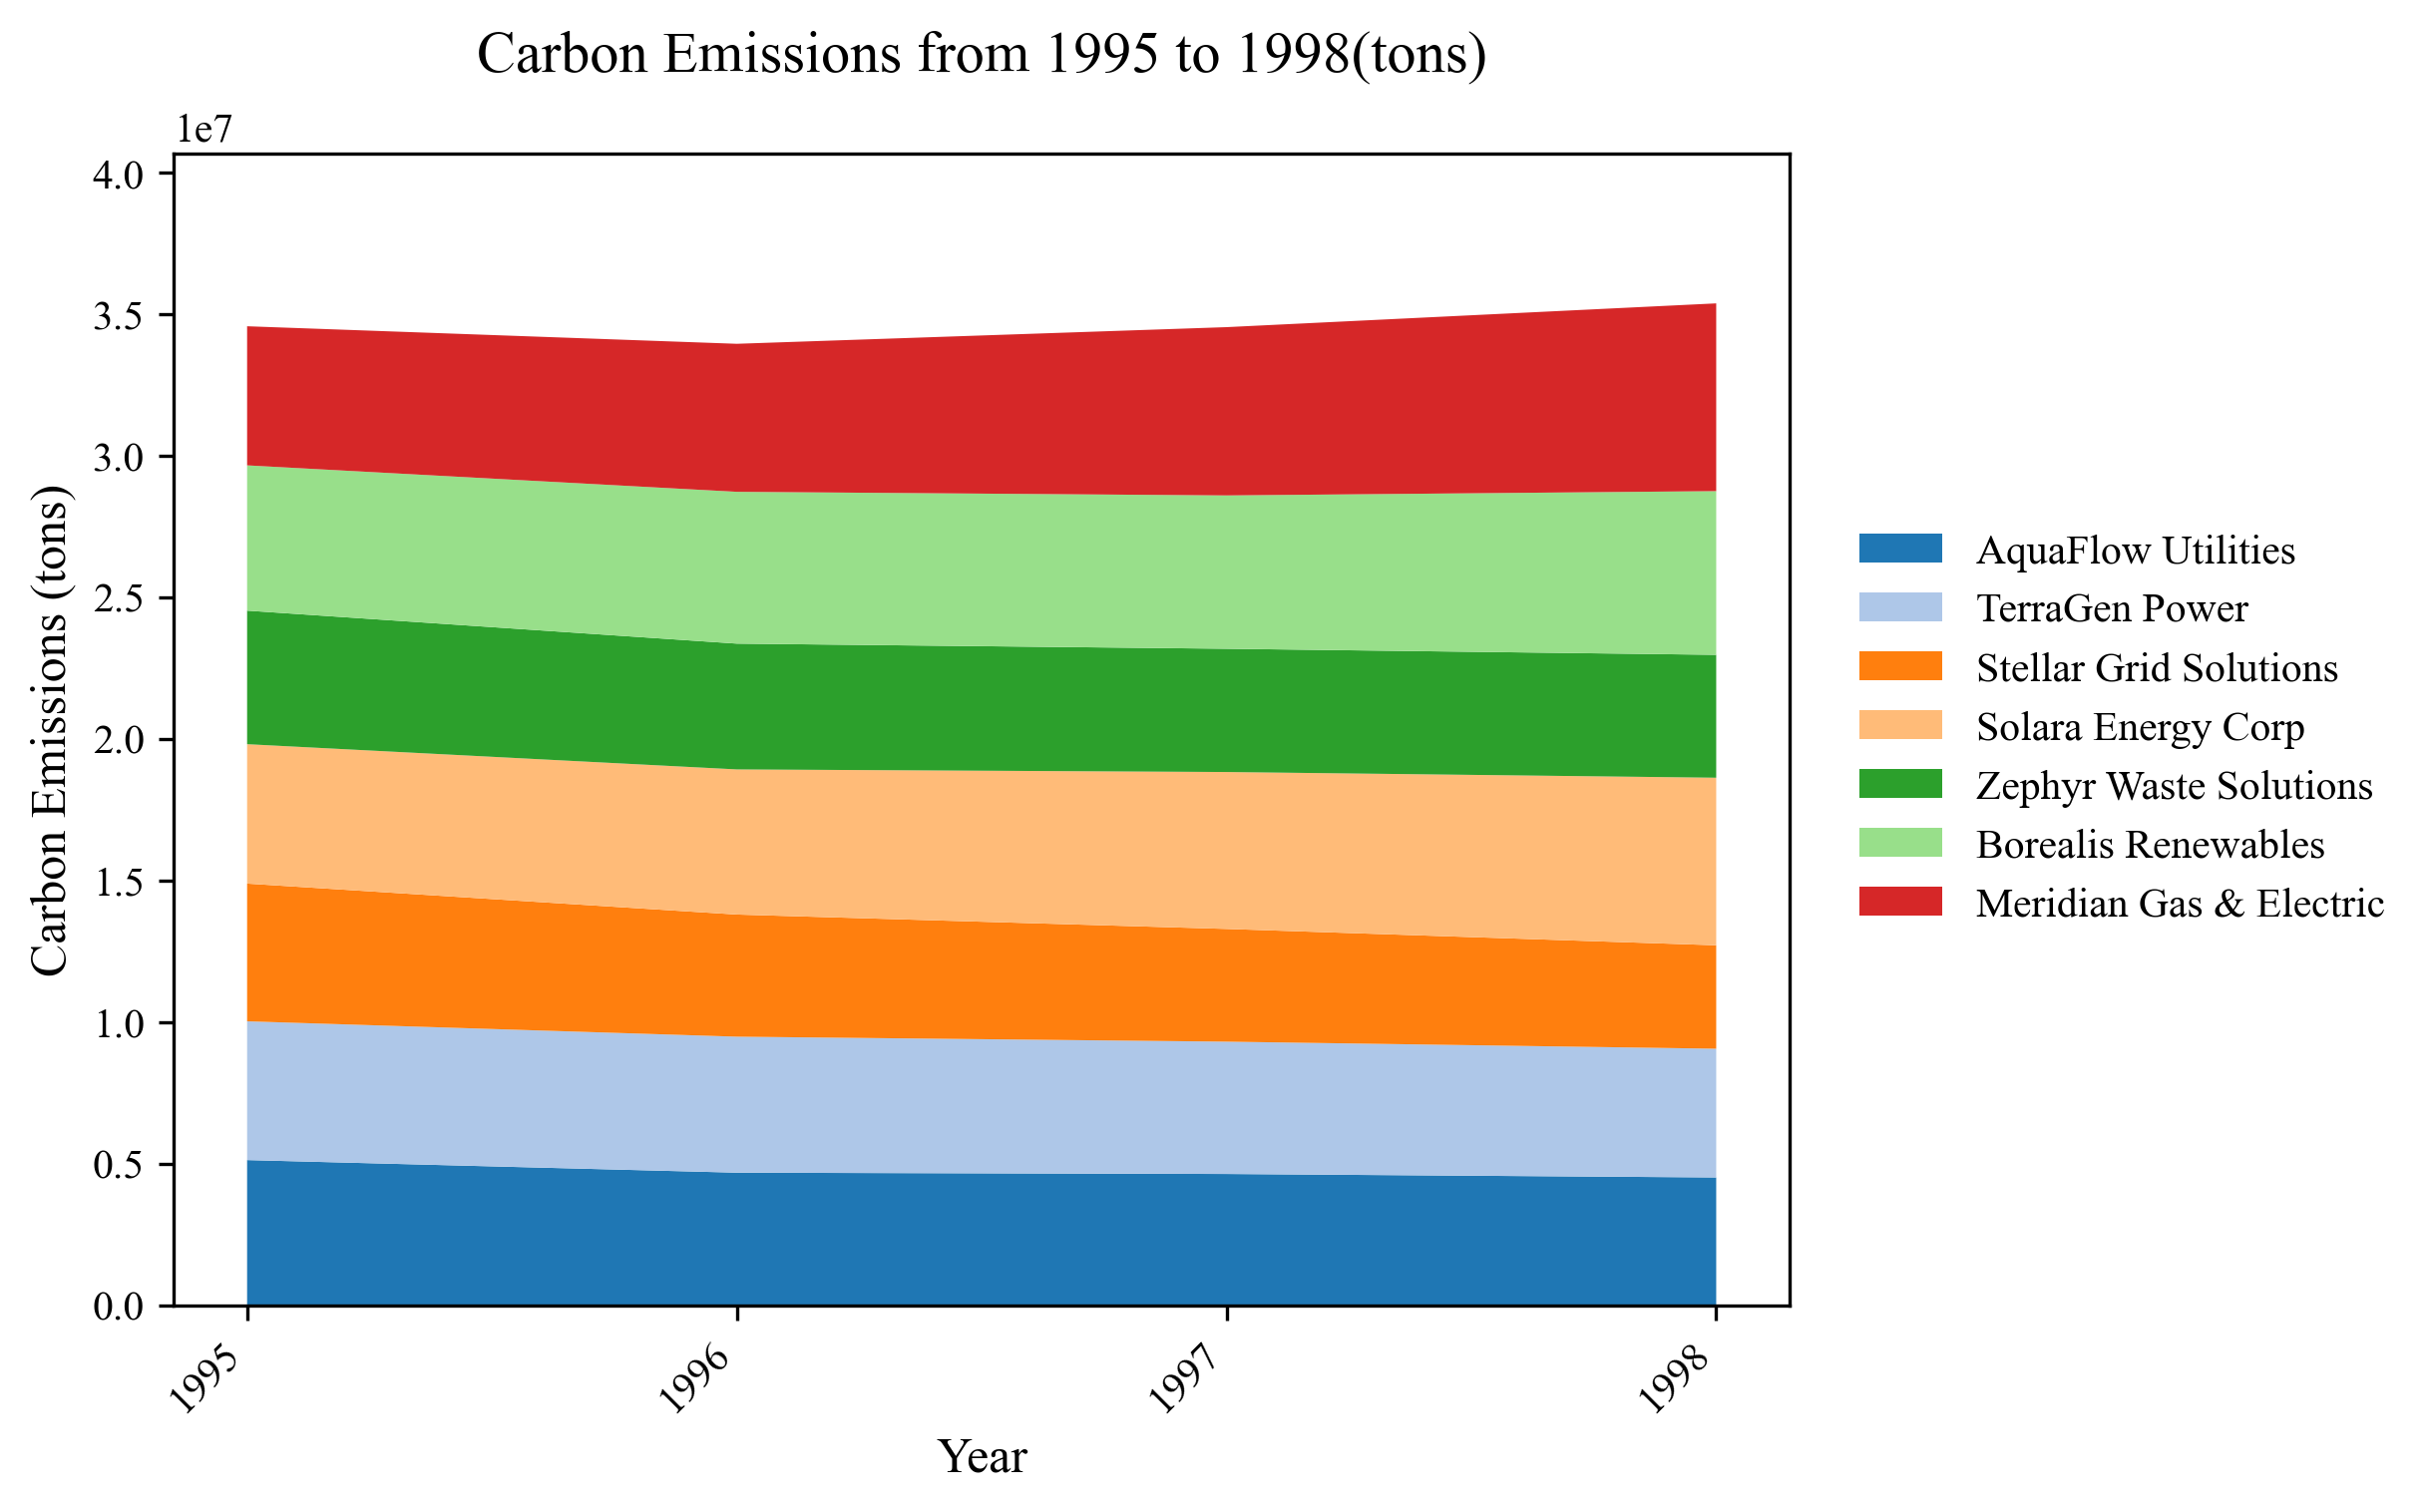 Carbon Emissions from 1995 to 1998(tons)
1e7
4.0
3.5
3.0
2.5
2.0
1.5
1.0
0.5
0.0
Carbon Emissions (tons)
1995
1996
1997
1998
Year
AquaFlow Utilities
TerraGen Power
Stellar Grid Solutions
Solara Energy Corp
Zephyr Waste Solutions
Borealis Renewables
Meridian Gas & Electric